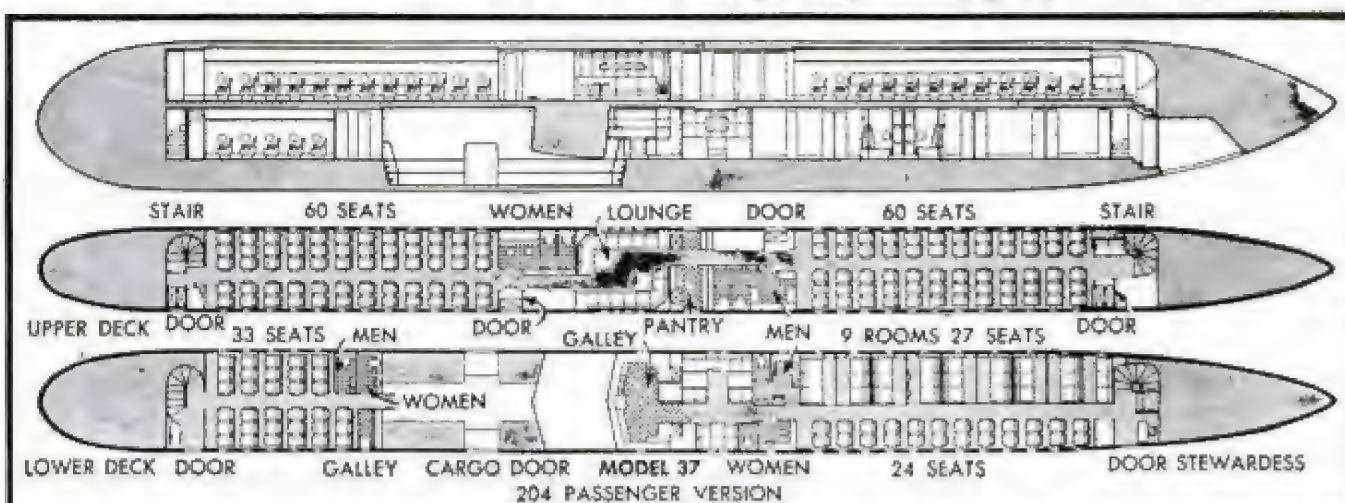 STAIR 60 SEATS WOMEN LOUNGE DOOR 60 SEATS STAIR
UPPER DECK DOOR 33 SEATS MEN DOOR GALLEY PANTRY MEN 9 ROOMS 27 SEATS DOOR
WOMEN
LOWER DECK DOOR GALLEY CARGO DOOR MODEL 37 WOMEN 24 SEATS DOOR STEWARDESS
204 PASSENGER VERSION